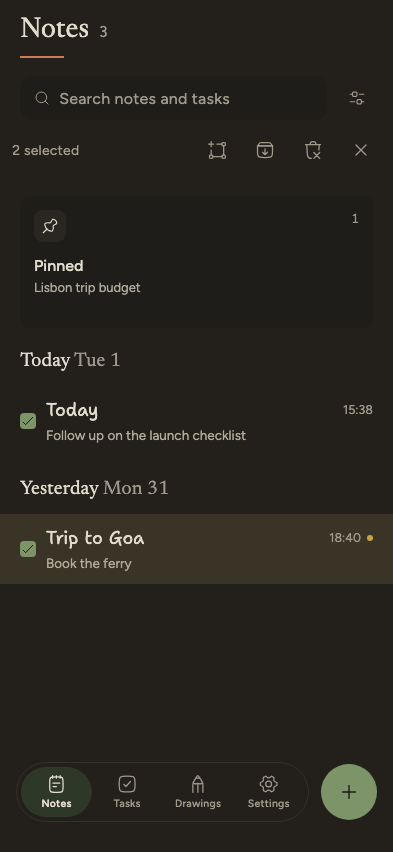 Notes 3
Search notes and tasks
2 selected
1
Pinned
Lisbon trip budget
Today Tue 1
Today 15:38
Follow up on the launch checklist
Yesterday Mon 31
Trip to Goa 18:40
Book the ferry
Notes Tasks Drawings Settings